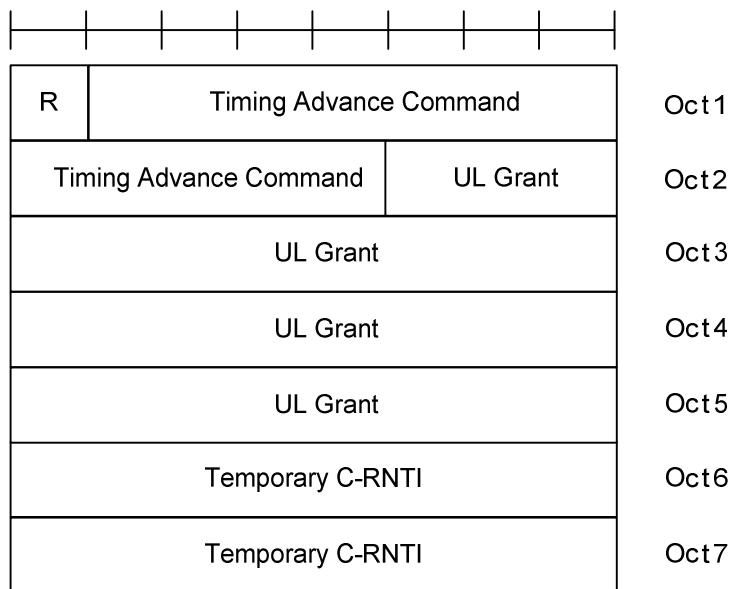 R Timing Advance Command Oct1
Timing Advance Command UL Grant Oct2
UL Grant Oct3
UL Grant Oct4
UL Grant Oct5
Temporary C-RNTI Oct6
Temporary C-RNTI Oct7